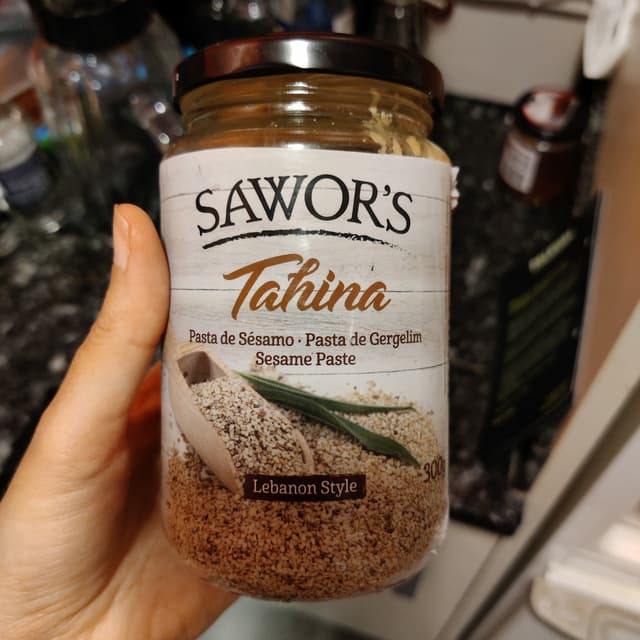 SAWOR'S
Tahina
Pasta de Sésamo · Pasta de Gergelim
Sesame Paste
300g
Lebanon Style